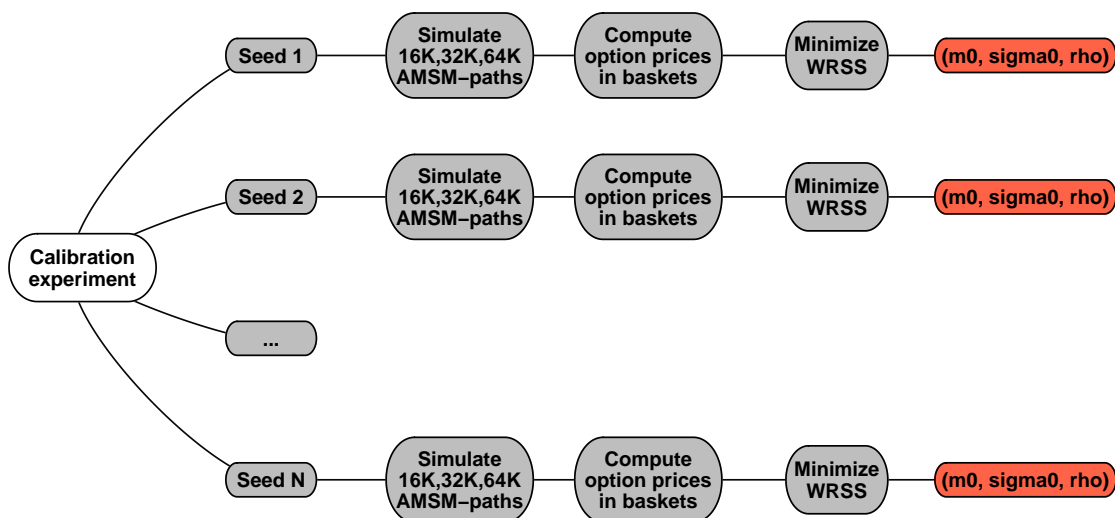 Seed 1
Simulate
16K,32K,64K
AMSM−paths
Compute
option prices
in baskets
Minimize
WRSS
(m0, sigma0, rho)
Seed 2
Simulate
16K,32K,64K
AMSM−paths
Compute
option prices
in baskets
Minimize
WRSS
(m0, sigma0, rho)
Calibration
experiment
...
Seed N
Simulate
16K,32K,64K
AMSM−paths
Compute
option prices
in baskets
Minimize
WRSS
(m0, sigma0, rho)